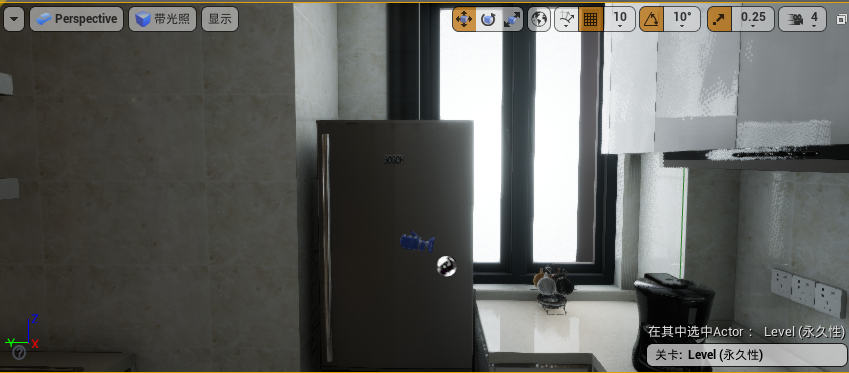 Perspective
带光照
显示
10
10°
0.25
4
在其中选中Actor： Level (永久性)
关卡: Level (永久性)
Z
Y
X